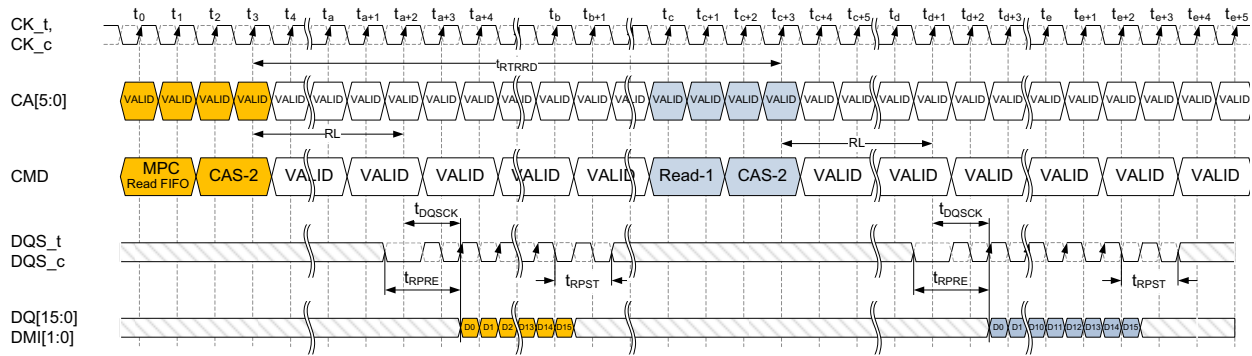 t0 t1 t2 t3 t4 ta ta+1 ta+2 ta+3 ta+4 tb tb+1 tc tc+1 tc+2 tc+3 tc+4 tc+5 td td+1 td+2 td+3 te te+1 te+2 te+3 te+4 te+5
CK_t,
CK_c
tRTRRD
CA[5:0] VALID VALID VALID VALID VALID VALID VALID VALID VALID VALID VALID VALID VALID VALID VALID VALID VALID VALID VALID VALID VALID VALID VALID VALID VALID VALID VALID VALID VALID VALID
RL RL
CMD MPC Read FIFO CAS-2 VALID VALID VALID VALID VALID Read-1 CAS-2 VALID VALID VALID VALID VALID VALID
tDQSCK tDQSCK
DQS_t
DQS_c
tRPRE tRPST tRPRE tRPST
DQ[15:0] D0 D1 D2 D13 D14 D15 D0 D1 D10 D11 D12 D13 D14 D15
DMI[1:0]